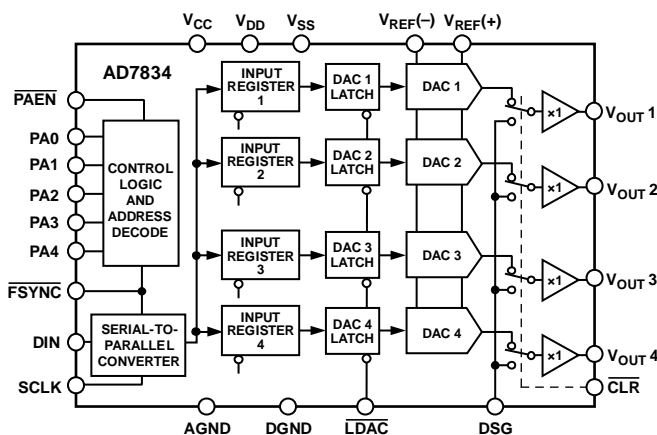 VCC
VDD
VSS
VREF(–)
VREF(+)
AD7834
PAEN
PA0
PA1
PA2
PA3
PA4
FSYNC
DIN
SCLK
CONTROL
LOGIC
AND
ADDRESS
DECODE
SERIAL-TO-
PARALLEL
CONVERTER
INPUT
REGISTER
1
DAC 1
LATCH
DAC 1
×1
VOUT 1
INPUT
REGISTER
2
DAC 2
LATCH
DAC 2
×1
VOUT 2
INPUT
REGISTER
3
DAC 3
LATCH
DAC 3
×1
VOUT 3
INPUT
REGISTER
4
DAC 4
LATCH
DAC 4
×1
VOUT 4
CLR
AGND
DGND
LDAC
DSG